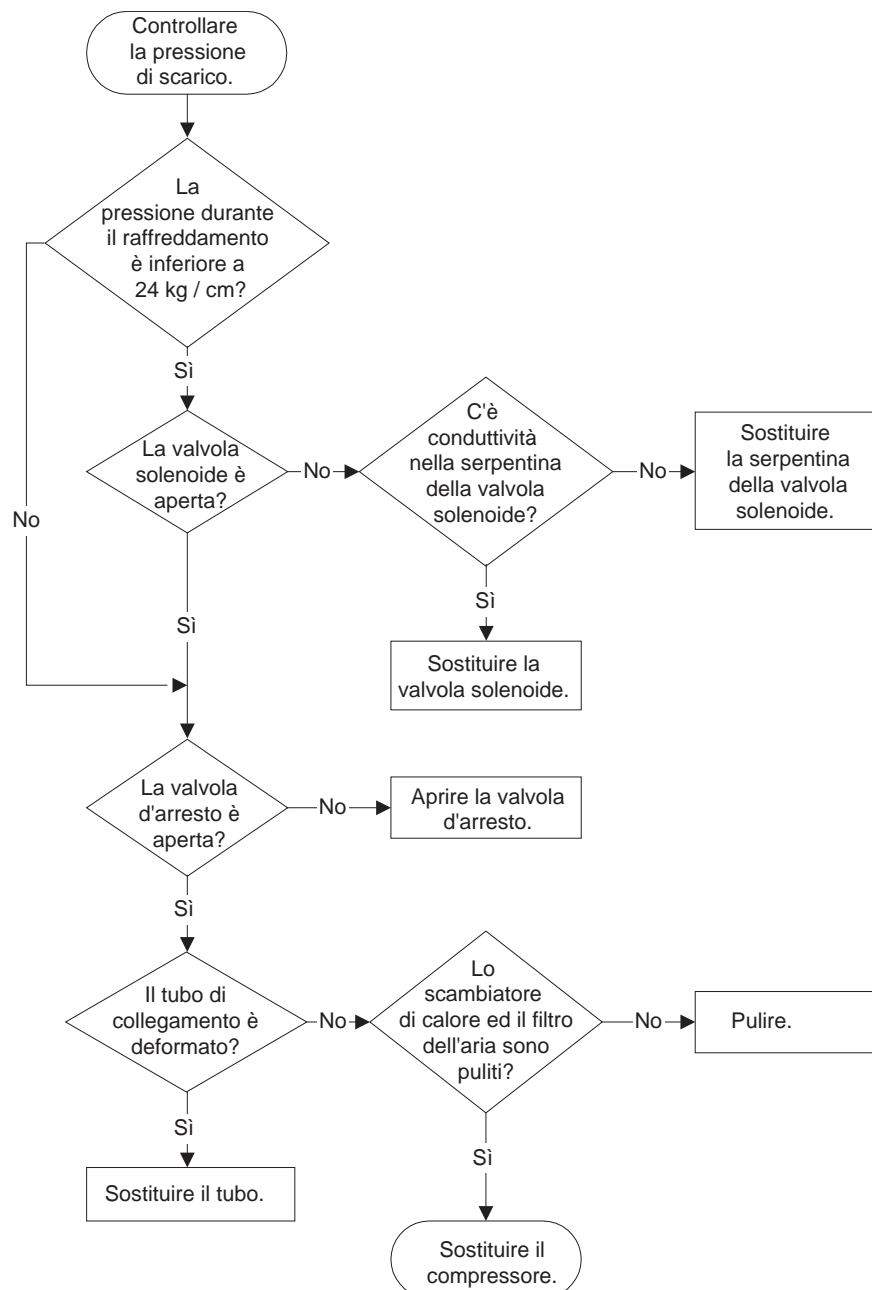 Controllare
la pressione
di scarico.
La
pressione durante
il raffreddamento
è inferiore a
24 kg / cm?
Sì
La valvola
solenoide è
aperta?
No
C'è
conduttività
nella serpentina
della valvola
solenoide?
No
Sostituire
la serpentina
della valvola
solenoide.
No
Sì
Sì
Sostituire la
valvola solenoide.
La valvola
d'arresto è
aperta?
No
Aprire la valvola
d'arresto.
Sì
Il tubo di
collegamento è
deformato?
No
Lo
scambiatore
di calore ed il filtro
dell'aria sono
puliti?
No
Pulire.
Sì
Sostituire il tubo.
Sì
Sostituire il
compressore.